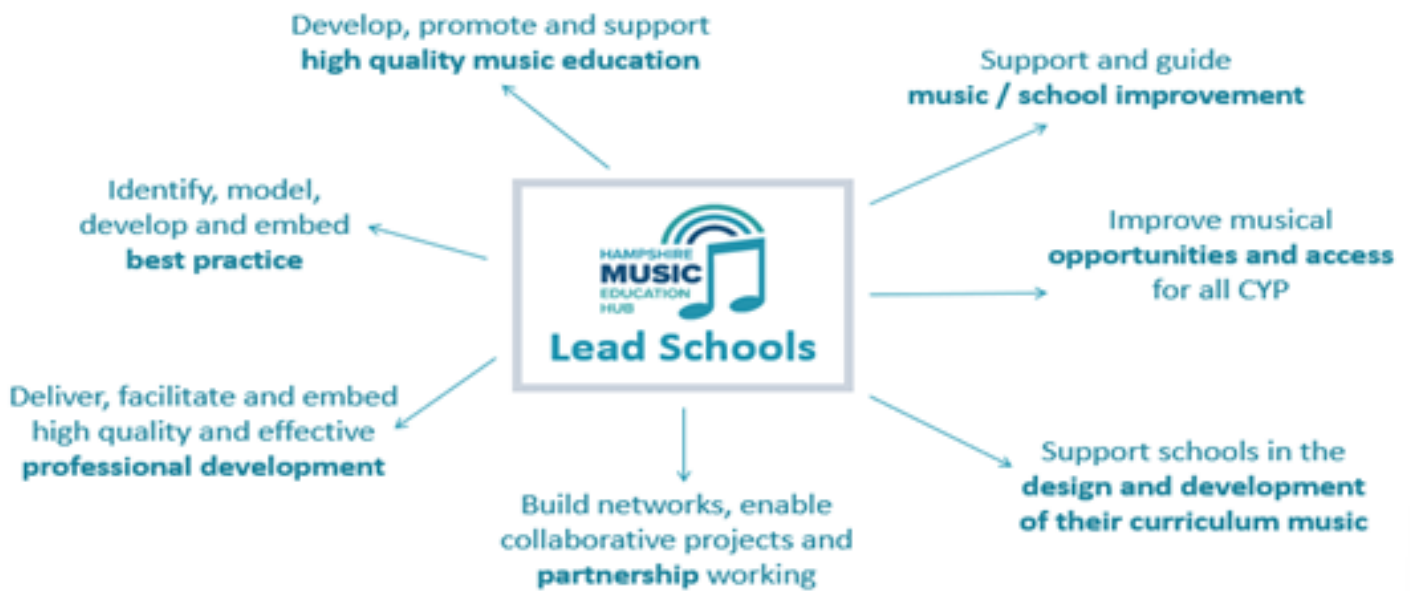 Develop, promote and support
high quality music education
Support and guide
music / school improvement
Identify, model,
develop and embed
best practice
HAMPSHIRE
MUSIC
EDUCATION
HUB
Lead Schools
Improve musical
opportunities and access
for all CYP
Deliver, facilitate and embed
high quality and effective
professional development
Build networks, enable
collaborative projects and
partnership working
Support schools in the
design and development
of their curriculum music